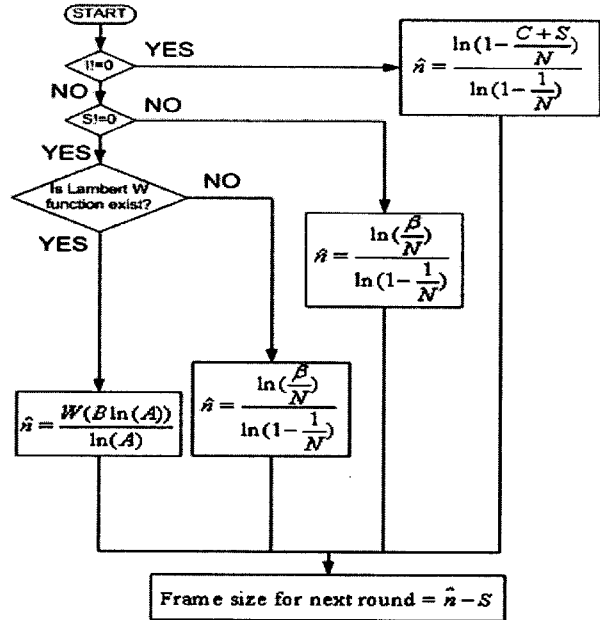 START
I!=0
YES
NO
S!=0
NO
YES
Is Lambert W
function exist?
NO
YES
n̂ = ln(1-(C+S)/N) / ln(1-1/N)
n̂ = ln(β/N) / ln(1-1/N)
n̂ = ln(β/N) / ln(1-1/N)
n̂ = W(B ln(A)) / ln(A)
Frame size for next round = n̂ - S